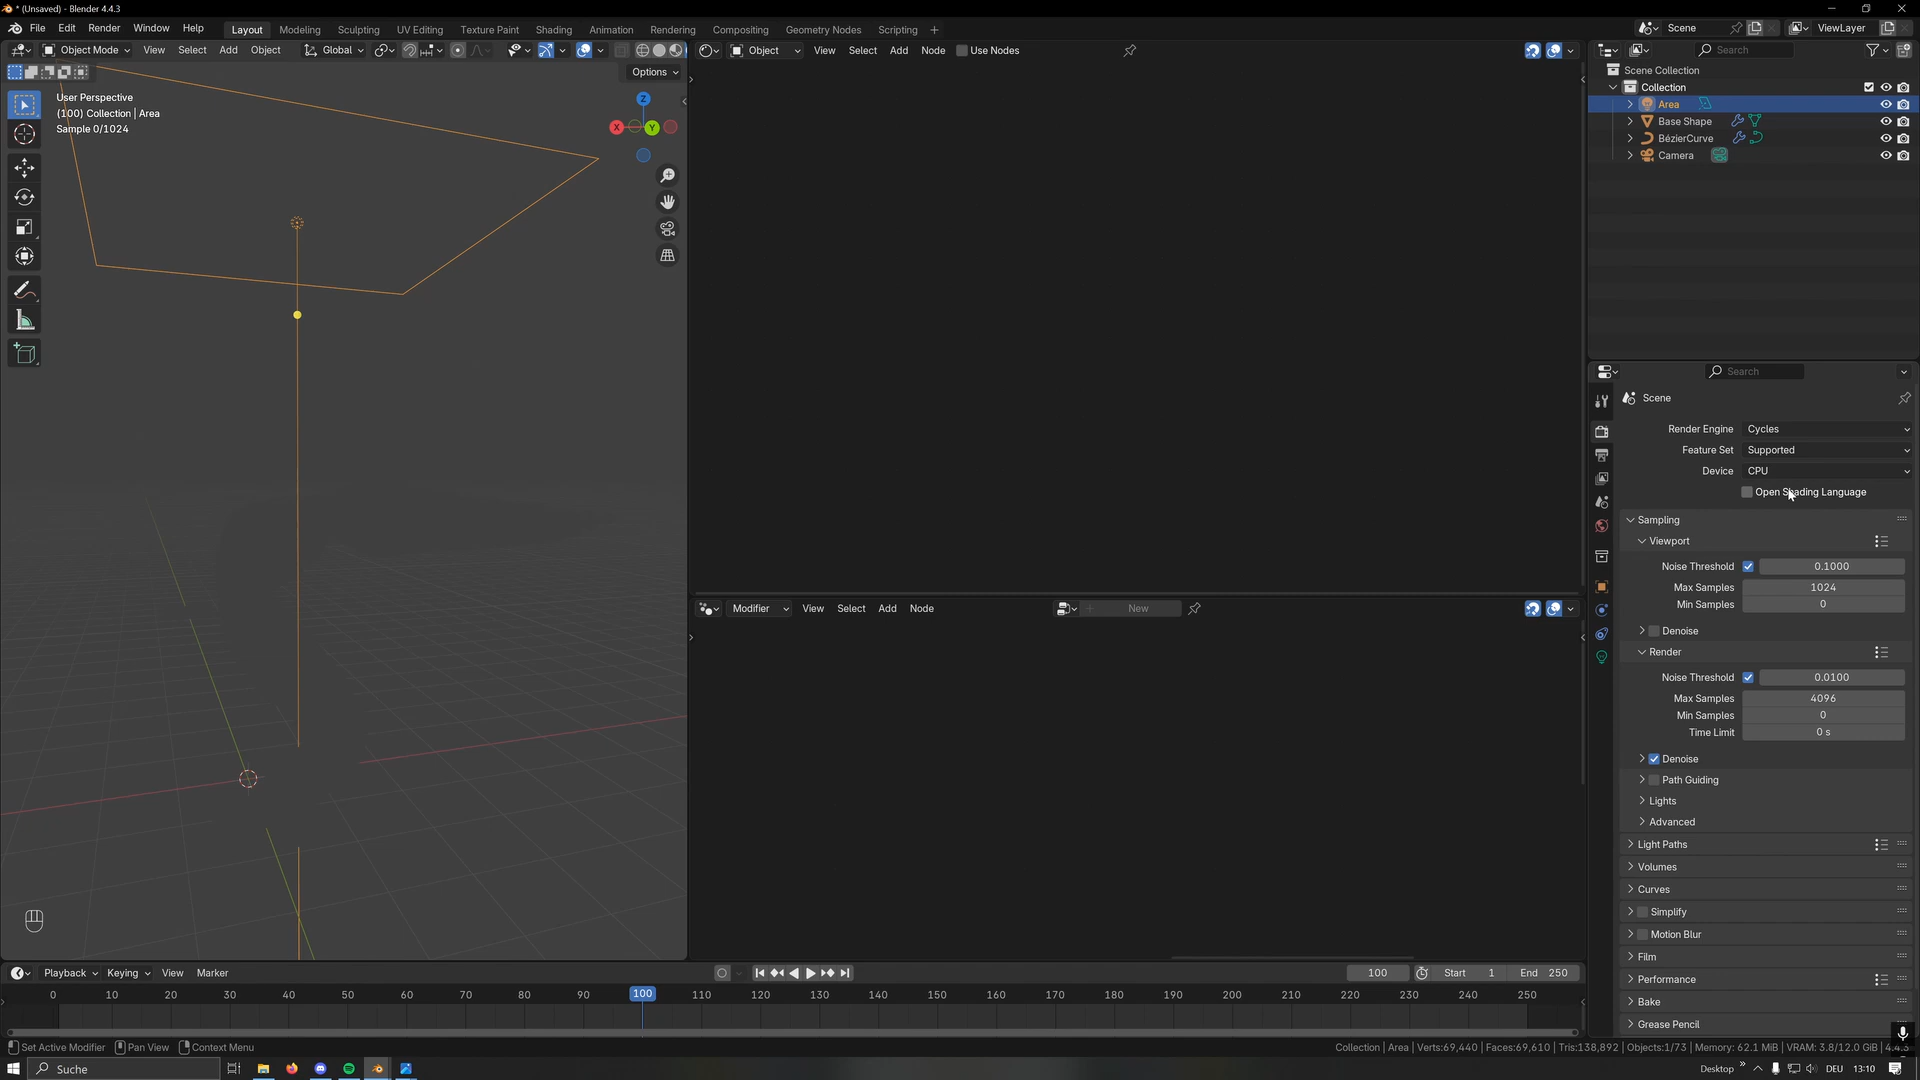 * (Unsaved) - Blender 4.4.3
File Edit Render Window Help
Layout Modeling Sculpting UV Editing Texture Paint Shading Animation Rendering Compositing Geometry Nodes Scripting
Scene
ViewLayer
Object Mode View Select Add Object Global
Options
User Perspective
(100) Collection | Area
Sample 0/1024
Z
X
Y
Object View Select Add Node Use Nodes
Modifier View Select Add Node New
Search
Scene Collection
Collection
Area
Base Shape
BézierCurve
Camera
Search
Scene
Render Engine Cycles
Feature Set Supported
Device CPU
Open Shading Language
Sampling
Viewport
Noise Threshold 0.1000
Max Samples 1024
Min Samples 0
Denoise
Render
Noise Threshold 0.0100
Max Samples 4096
Min Samples 0
Time Limit 0 s
Denoise
Path Guiding
Lights
Advanced
Light Paths
Volumes
Curves
Simplify
Motion Blur
Film
Performance
Bake
Grease Pencil
Playback Keying View Marker
100 Start 1 End 250
0 10 20 30 40 50 60 70 80 90 100 110 120 130 140 150 160 170 180 190 200 210 220 230 240 250
Set Active Modifier Pan View Context Menu
Collection | Area | Verts:69,440 | Faces:69,610 | Tris:138,892 | Objects:1/73 | Memory: 62.1 MiB | VRAM: 3.8/12.0 GiB | 4.4.3
Suche
Desktop DEU 13:10